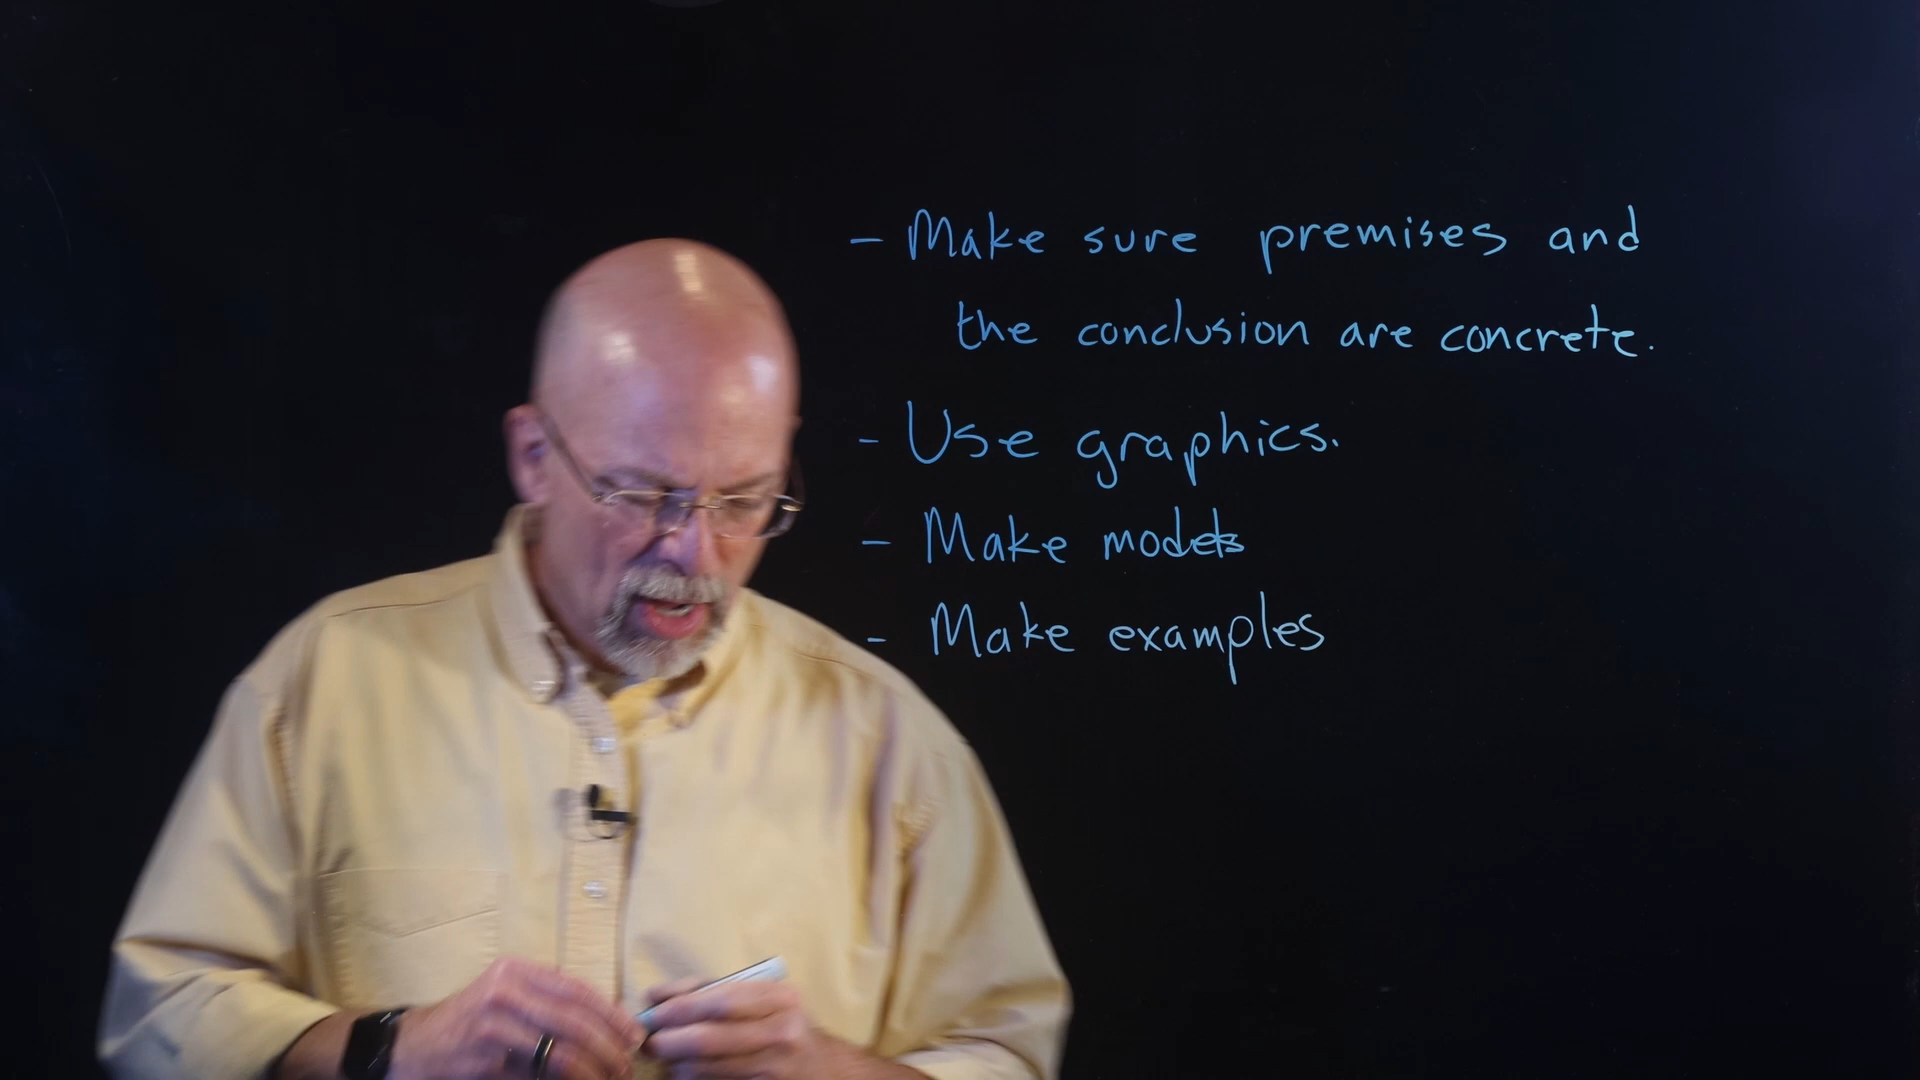 - Make sure premises and
the conclusion are concrete.
- Use graphics.
- Make models
- Make examples